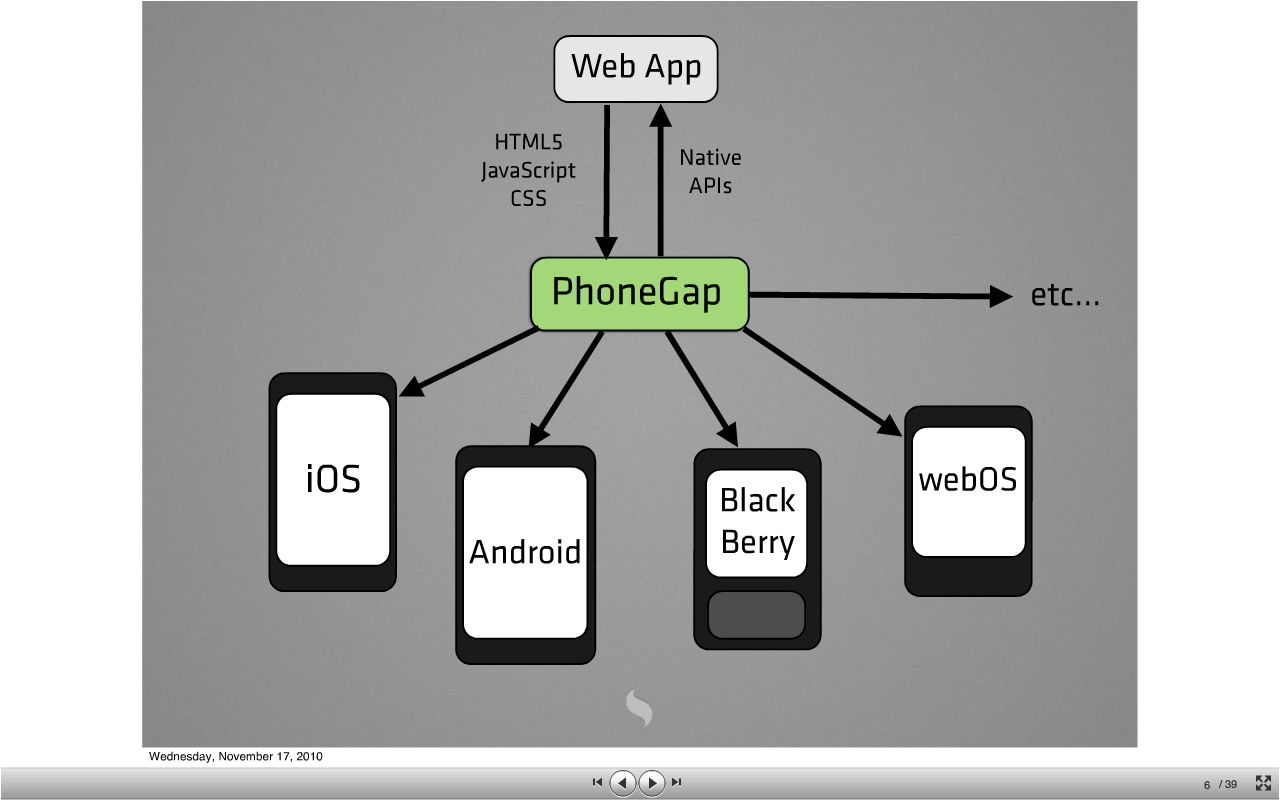 Web App
HTML5
JavaScript
CSS
Native
APIs
PhoneGap
etc...
iOS
Android
Black
Berry
webOS
Wednesday, November 17, 2010
6 / 39